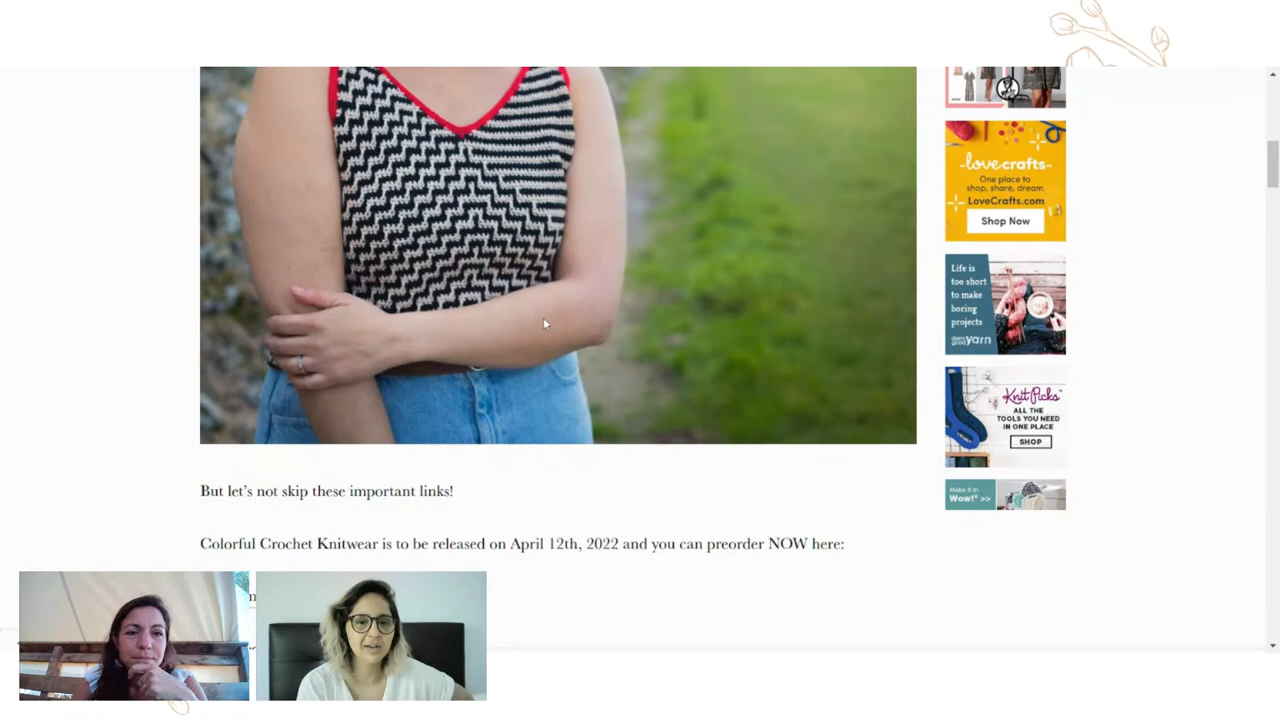 love crafts
One place to
shop, share, dream.
LoveCrafts.com
Shop Now
Life is
too short
to make
boring
projects
yarn
Knit Picks
ALL THE
TOOLS YOU NEED
IN ONE PLACE
SHOP
Make it in
Wow!® >>
But let's not skip these important links!
Colorful Crochet Knitwear is to be released on April 12th, 2022 and you can preorder NOW here: